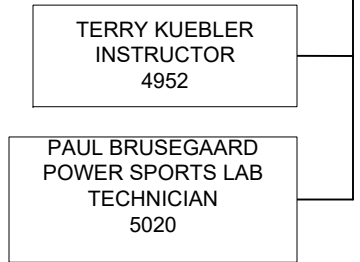 TERRY KUEBLER
INSTRUCTOR
4952
PAUL BRUSEGAARD
POWER SPORTS LAB
TECHNICIAN
5020